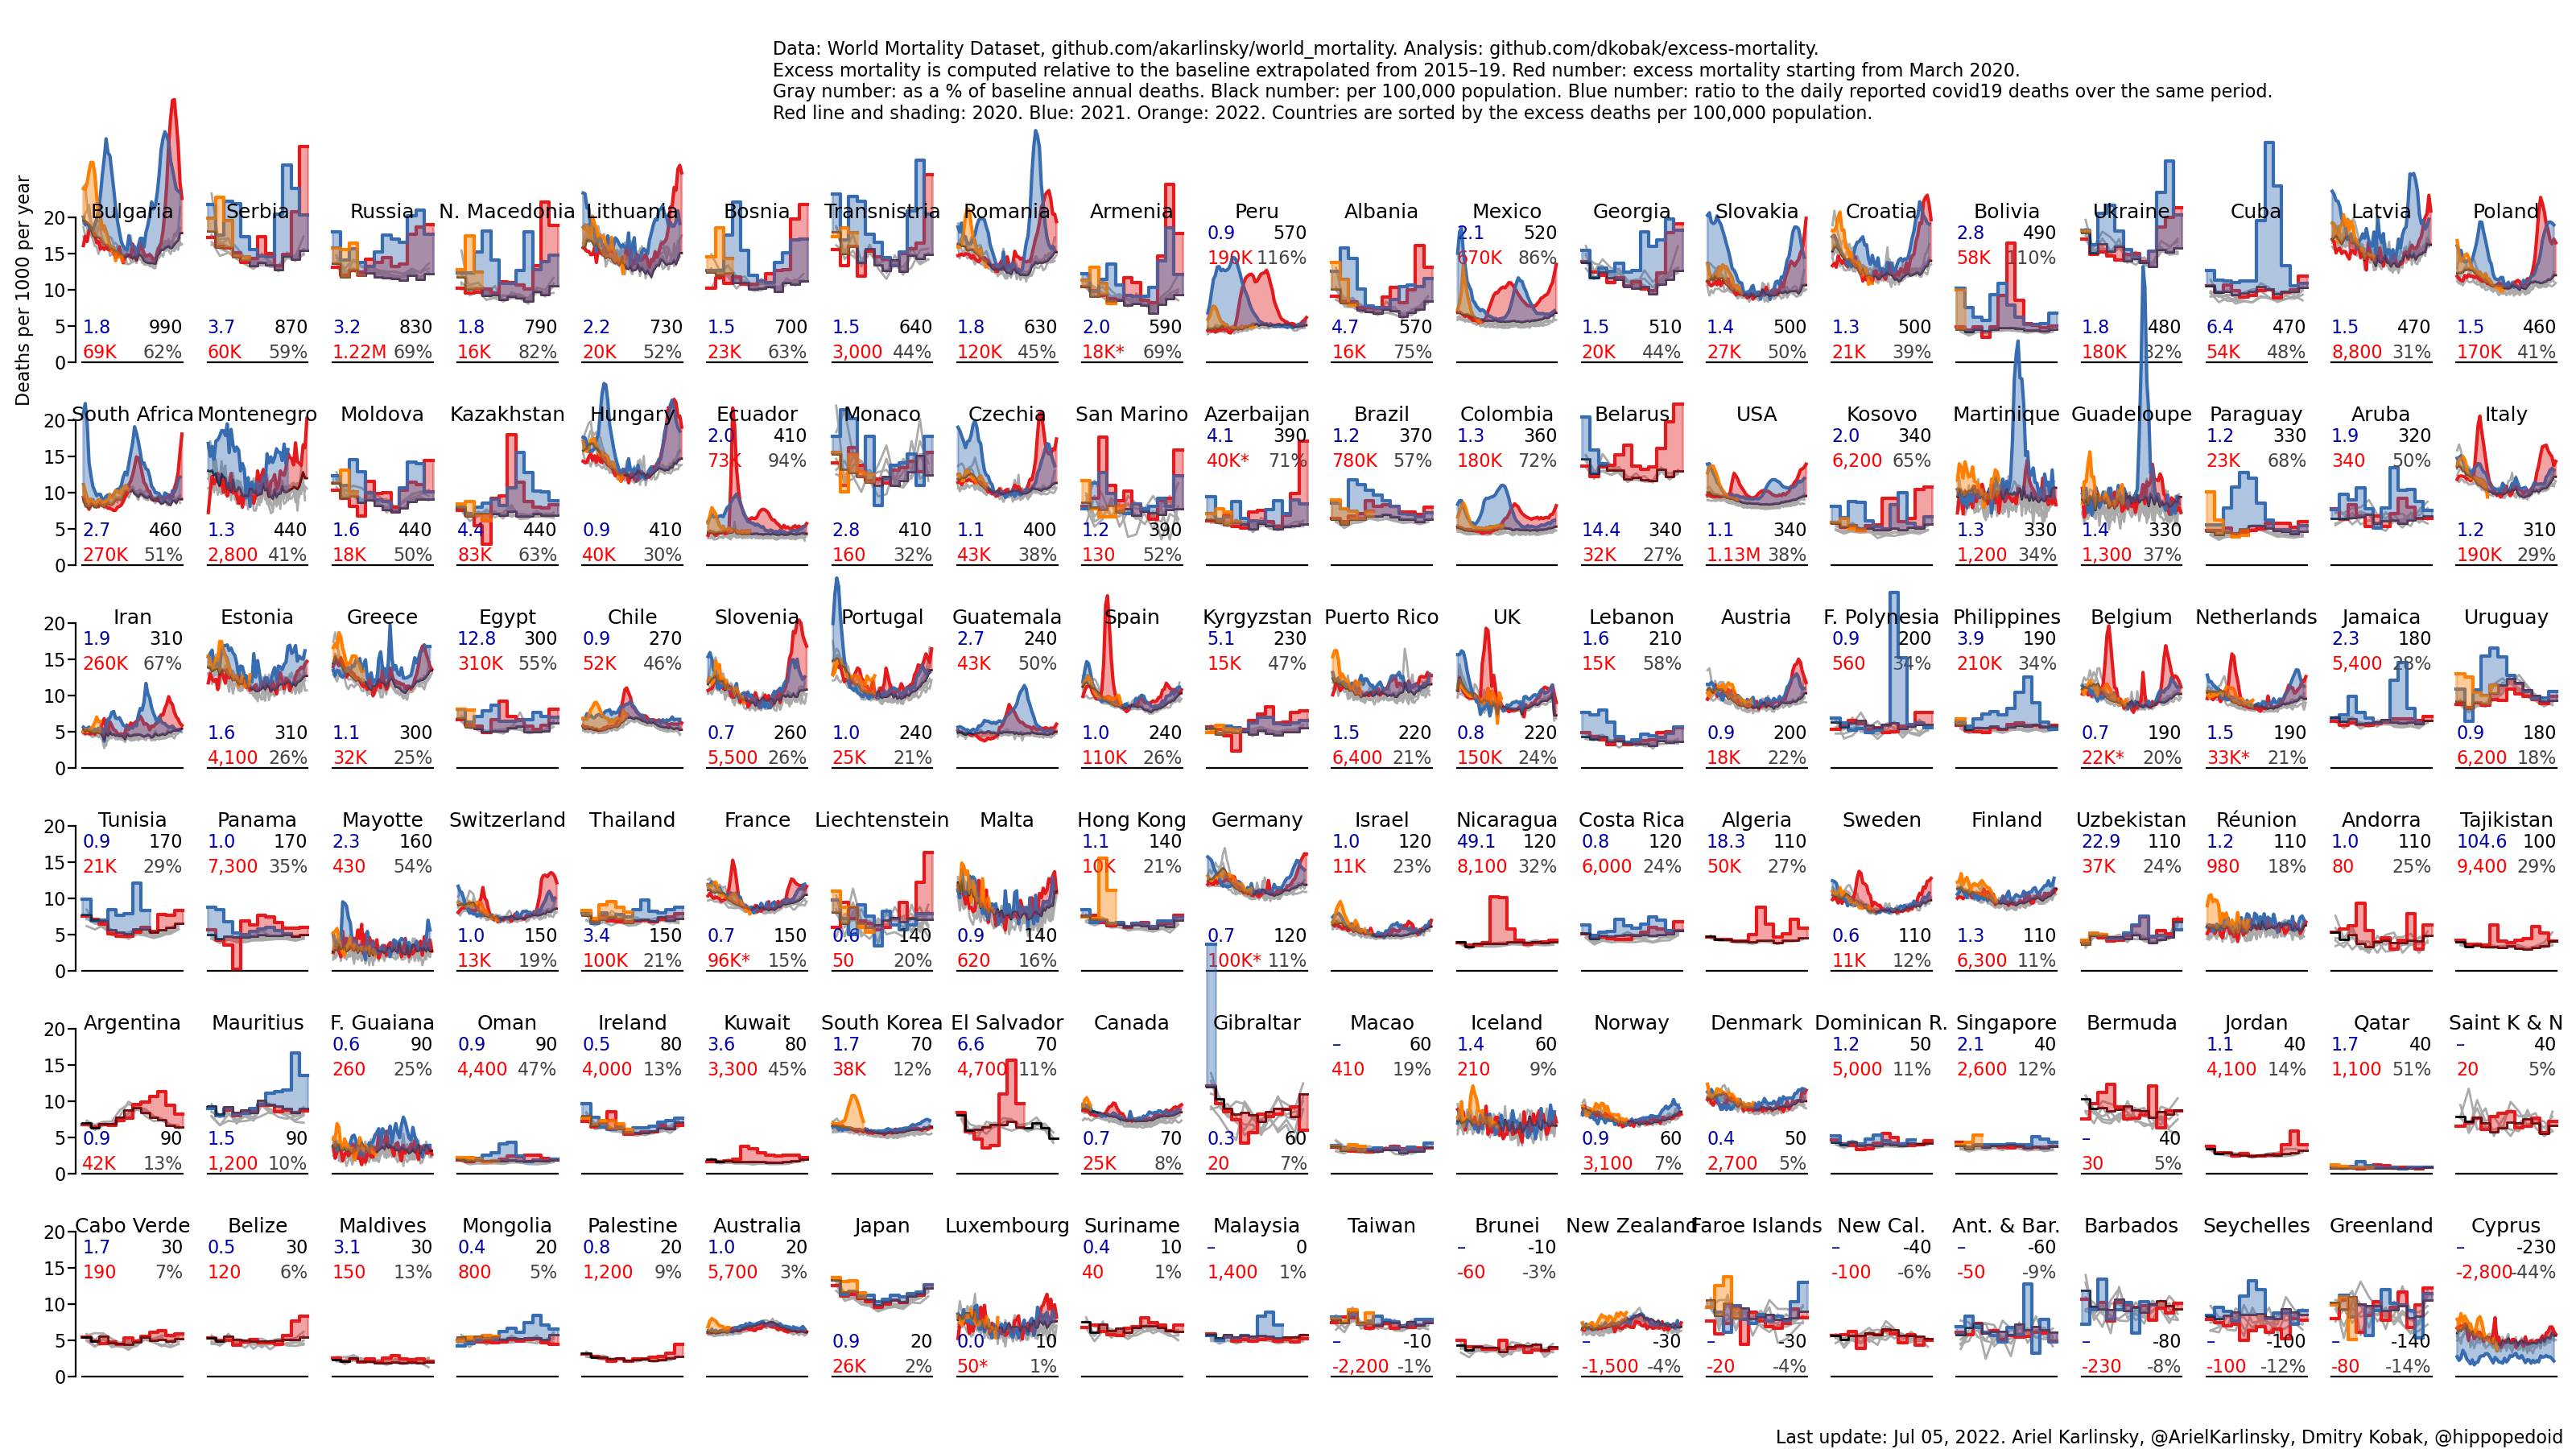 Data: World Mortality Dataset, github.com/akarlinsky/world_mortality. Analysis: github.com/dkobak/excess-mortality.
Excess mortality is computed relative to the baseline extrapolated from 2015–19. Red number: excess mortality starting from March 2020.
Gray number: as a % of baseline annual deaths. Black number: per 100,000 population. Blue number: ratio to the daily reported covid19 deaths over the same period.
Red line and shading: 2020. Blue: 2021. Orange: 2022. Countries are sorted by the excess deaths per 100,000 population.
Deaths per 1000 per year
20 15 10 5 0
Bulgaria 1.8 990 69K 62%
Serbia 3.7 870 60K 59%
Russia 3.2 830 1.22M 69%
N. Macedonia 1.8 790 16K 82%
Lithuania 2.2 730 20K 52%
Bosnia 1.5 700 23K 63%
Transnistria 1.5 640 3,000 44%
Romania 1.8 630 120K 45%
Armenia 2.0 590 18K* 69%
Peru 0.9 570 190K 116%
Albania 4.7 570 16K 75%
Mexico 2.1 520 670K 86%
Georgia 1.5 510 20K 44%
Slovakia 1.4 500 27K 50%
Croatia 1.3 500 21K 39%
Bolivia 2.8 490 58K 110%
Ukraine 1.8 480 180K 32%
Cuba 6.4 470 54K 48%
Latvia 1.5 470 8,800 31%
Poland 1.5 460 170K 41%
20 15 10 5 0
South Africa 2.7 460 270K 51%
Montenegro 1.3 440 2,800 41%
Moldova 1.6 440 18K 50%
Kazakhstan 4.4 440 83K 63%
Hungary 0.9 410 40K 30%
Ecuador 2.0 410 73K 94%
Monaco 2.8 410 160 32%
Czechia 1.1 400 43K 38%
San Marino 1.2 390 130 52%
Azerbaijan 4.1 390 40K* 71%
Brazil 1.2 370 780K 57%
Colombia 1.3 360 180K 72%
Belarus 14.4 340 32K 27%
USA 1.1 340 1.13M 38%
Kosovo 2.0 340 6,200 65%
Martinique 1.3 330 1,200 34%
Guadeloupe 1.4 330 1,300 37%
Paraguay 1.2 330 23K 68%
Aruba 1.9 320 340 50%
Italy 1.2 310 190K 29%
20 15 10 5 0
Iran 1.9 310 260K 67%
Estonia 1.6 310 4,100 26%
Greece 1.1 300 32K 25%
Egypt 12.8 300 310K 55%
Chile 0.9 270 52K 46%
Slovenia 0.7 260 5,500 26%
Portugal 1.0 240 25K 21%
Guatemala 2.7 240 43K 50%
Spain 1.0 240 110K 26%
Kyrgyzstan 5.1 230 15K 47%
Puerto Rico 1.5 220 6,400 21%
UK 0.8 220 150K 24%
Lebanon 1.6 210 15K 58%
Austria 0.9 200 18K 22%
F. Polynesia 0.9 200 560 34%
Philippines 3.9 190 210K 34%
Belgium 0.7 190 22K* 20%
Netherlands 1.5 190 33K* 21%
Jamaica 2.3 180 5,400 28%
Uruguay 0.9 180 6,200 18%
20 15 10 5 0
Tunisia 0.9 170 21K 29%
Panama 1.0 170 7,300 35%
Mayotte 2.3 160 430 54%
Switzerland 1.0 150 13K 19%
Thailand 3.4 150 100K 21%
France 0.7 150 96K* 15%
Liechtenstein 0.6 140 50 20%
Malta 0.9 140 620 16%
Hong Kong 1.1 140 10K 21%
Germany 0.7 120 100K* 11%
Israel 1.0 120 11K 23%
Nicaragua 49.1 120 8,100 32%
Costa Rica 0.8 120 6,000 24%
Algeria 18.3 110 50K 27%
Sweden 0.6 110 11K 12%
Finland 1.3 110 6,300 11%
Uzbekistan 22.9 110 37K 24%
Réunion 1.2 110 980 18%
Andorra 1.0 110 80 25%
Tajikistan 104.6 100 9,400 29%
20 15 10 5 0
Argentina 0.9 90 42K 13%
Mauritius 1.5 90 1,200 10%
F. Guaiana 0.6 90 260 25%
Oman 0.9 90 4,400 47%
Ireland 0.5 80 4,000 13%
Kuwait 3.6 80 3,300 45%
South Korea 1.7 70 38K 12%
El Salvador 6.6 70 4,700 11%
Canada 0.7 70 25K 8%
Gibraltar 0.3 60 20 7%
Macao – 60 410 19%
Iceland 1.4 60 210 9%
Norway 0.9 60 3,100 7%
Denmark 0.4 50 2,700 5%
Dominican R. 1.2 50 5,000 11%
Singapore 2.1 40 2,600 12%
Bermuda – 40 30 5%
Jordan 1.1 40 4,100 14%
Qatar 1.7 40 1,100 51%
Saint K & N – 40 20 5%
20 15 10 5 0
Cabo Verde 1.7 30 190 7%
Belize 0.5 30 120 6%
Maldives 3.1 30 150 13%
Mongolia 0.4 20 800 5%
Palestine 0.8 20 1,200 9%
Australia 1.0 20 5,700 3%
Japan 0.9 20 26K 2%
Luxembourg 0.0 10 50* 1%
Suriname 0.4 10 40 1%
Malaysia – 0 1,400 1%
Taiwan – -10 -2,200 -1%
Brunei – -10 -60 -3%
New Zealand – -30 -1,500 -4%
Faroe Islands – -30 -20 -4%
New Cal. – -40 -100 -6%
Ant. & Bar. – -60 -50 -9%
Barbados – -80 -230 -8%
Seychelles – -100 -100 -12%
Greenland – -140 -80 -14%
Cyprus – -230 -2,800 -44%
Last update: Jul 05, 2022. Ariel Karlinsky, @ArielKarlinsky, Dmitry Kobak, @hippopedoid